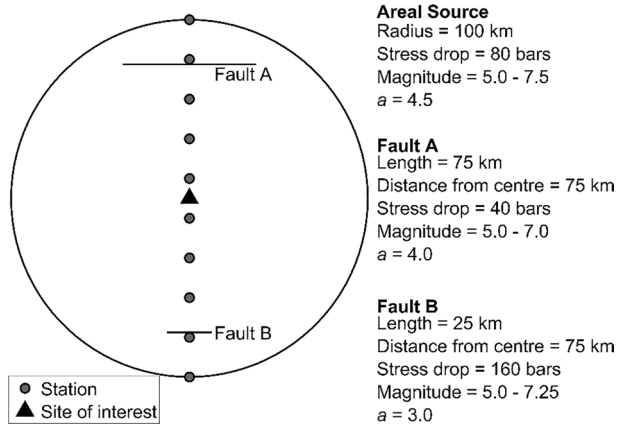 Areal Source
Radius = 100 km
Stress drop = 80 bars
Magnitude = 5.0 - 7.5
a = 4.5
Fault A
Fault A
Length = 75 km
Distance from centre = 75 km
Stress drop = 40 bars
Magnitude = 5.0 - 7.0
a = 4.0
Fault B
Length = 25 km
Distance from centre = 75 km
Stress drop = 160 bars
Magnitude = 5.0 - 7.25
a = 3.0
Fault B
Station
Site of interest